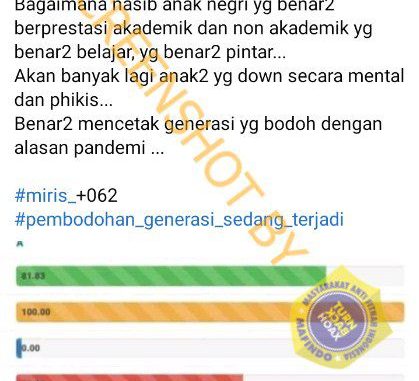 Bagaimana nasib anak negri yg benar2
berprestasi akademik dan non akademik yg
benar2 belajar, yg benar2 pintar...
Akan banyak lagi anak2 yg down secara mental
dan phikis...
Benar2 mencetak generasi yg bodoh dengan
alasan pandemi ...
#miris_+062
#pembodohan_generasi_sedang_terjadi
A
81.83
100.00
0.00
SCREENSHOT BY
MASYARAKAT ANTI FITNAH INDONESIA
TURN
BACK
HOAX
MAFINDO